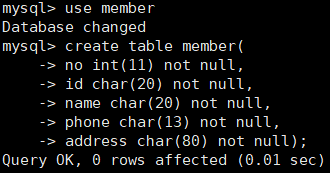 mysql> use member
Database changed
mysql> create table member(
    -> no int(11) not null,
    -> id char(20) not null,
    -> name char(20) not null,
    -> phone char(13) not null,
    -> address char(80) not null);
Query OK, 0 rows affected (0.01 sec)